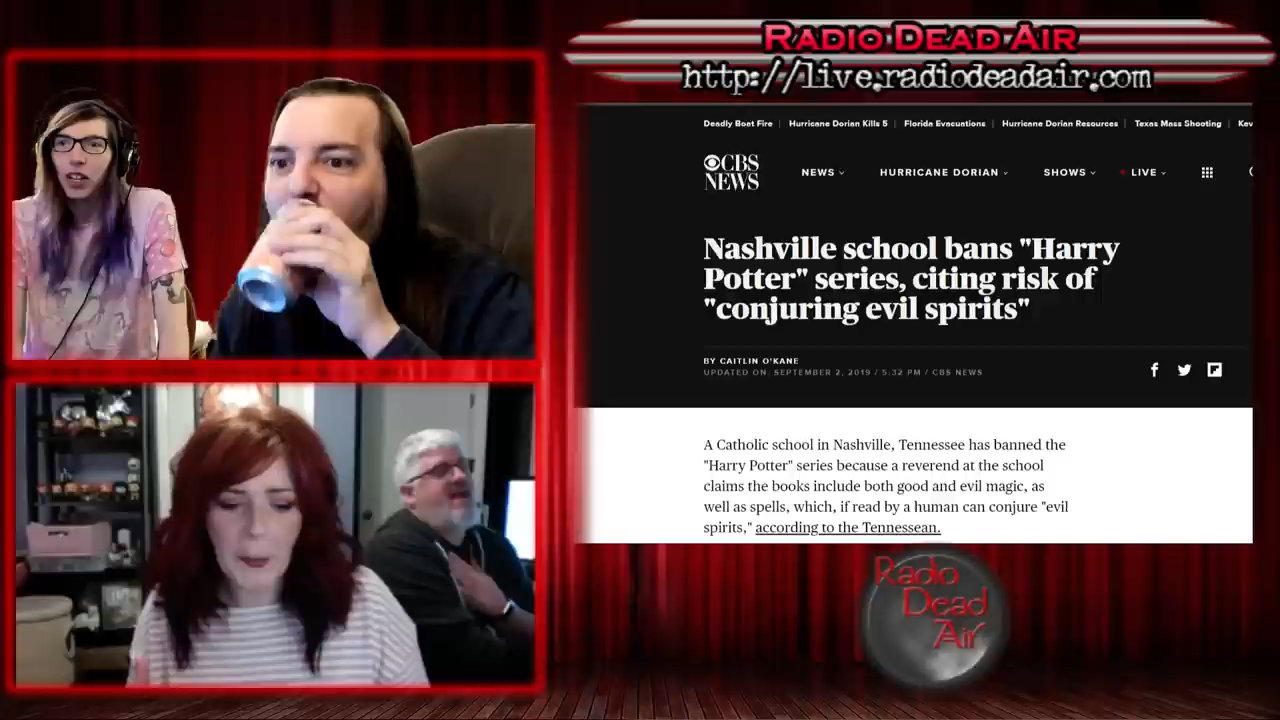 Radio Dead Air
http://live.radiodeadair.com
Deadly Boat Fire | Hurricane Dorian Kills 5 | Florida Evacuations | Hurricane Dorian Resources | Texas Mass Shooting | Kev
CBS NEWS
NEWS HURRICANE DORIAN SHOWS LIVE
Nashville school bans "Harry
Potter" series, citing risk of
"conjuring evil spirits"
BY CAITLIN O'KANE
UPDATED ON: SEPTEMBER 2, 2019 / 5:32 PM / CBS NEWS
A Catholic school in Nashville, Tennessee has banned the
"Harry Potter" series because a reverend at the school
claims the books include both good and evil magic, as
well as spells, which, if read by a human can conjure "evil
spirits," according to the Tennessean.
Radio
Dead
Air